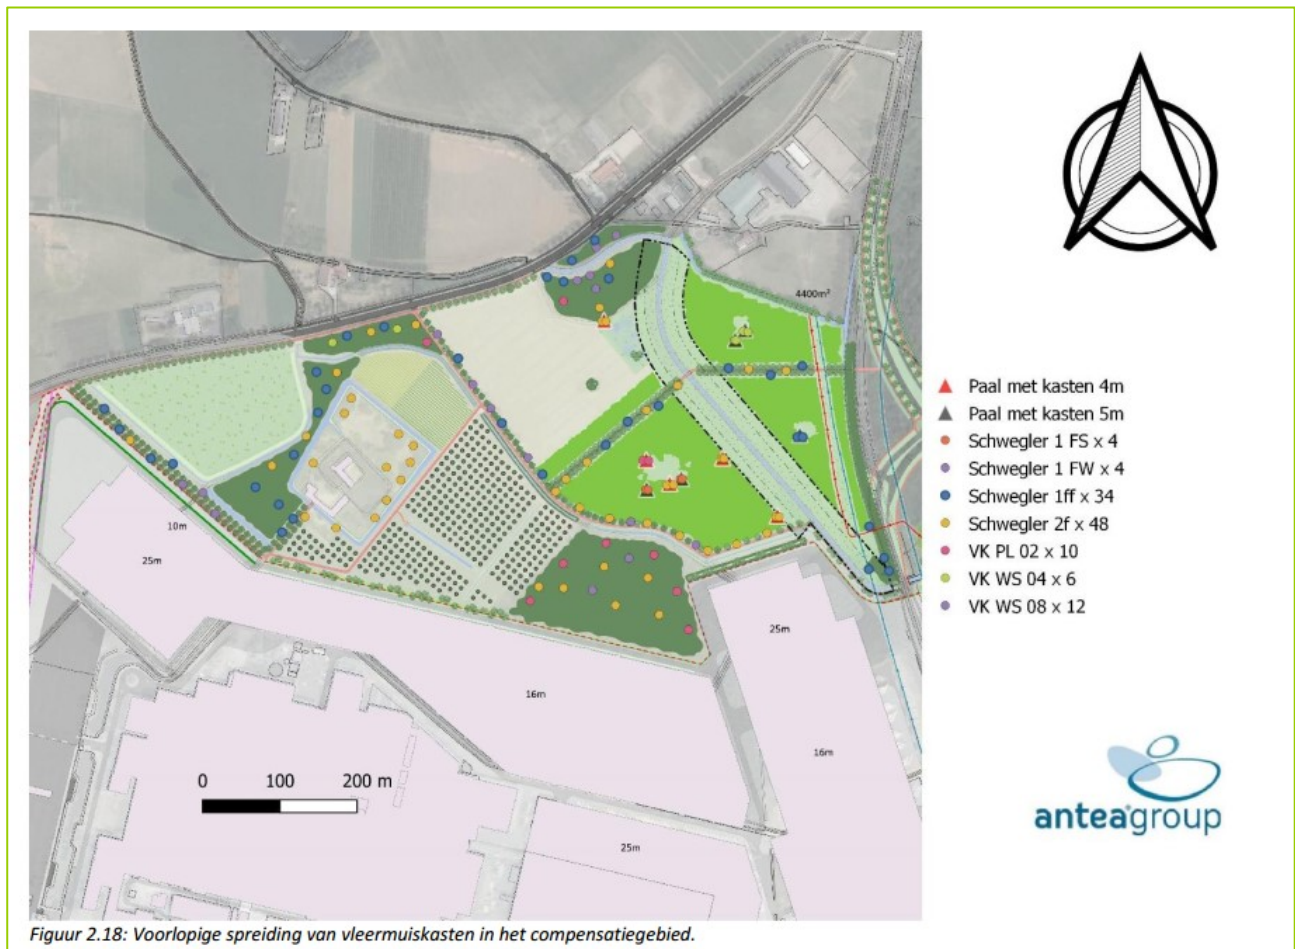 4400m²
10m
25m
25m
16m
16m
25m
0 100 200 m
Paal met kasten 4m
Paal met kasten 5m
Schwegler 1 FS x 4
Schwegler 1 FW x 4
Schwegler 1ff x 34
Schwegler 2f x 48
VK PL 02 x 10
VK WS 04 x 6
VK WS 08 x 12
anteagroup
Figuur 2.18: Voorlopige spreiding van vleermuiskasten in het compensatiegebied.